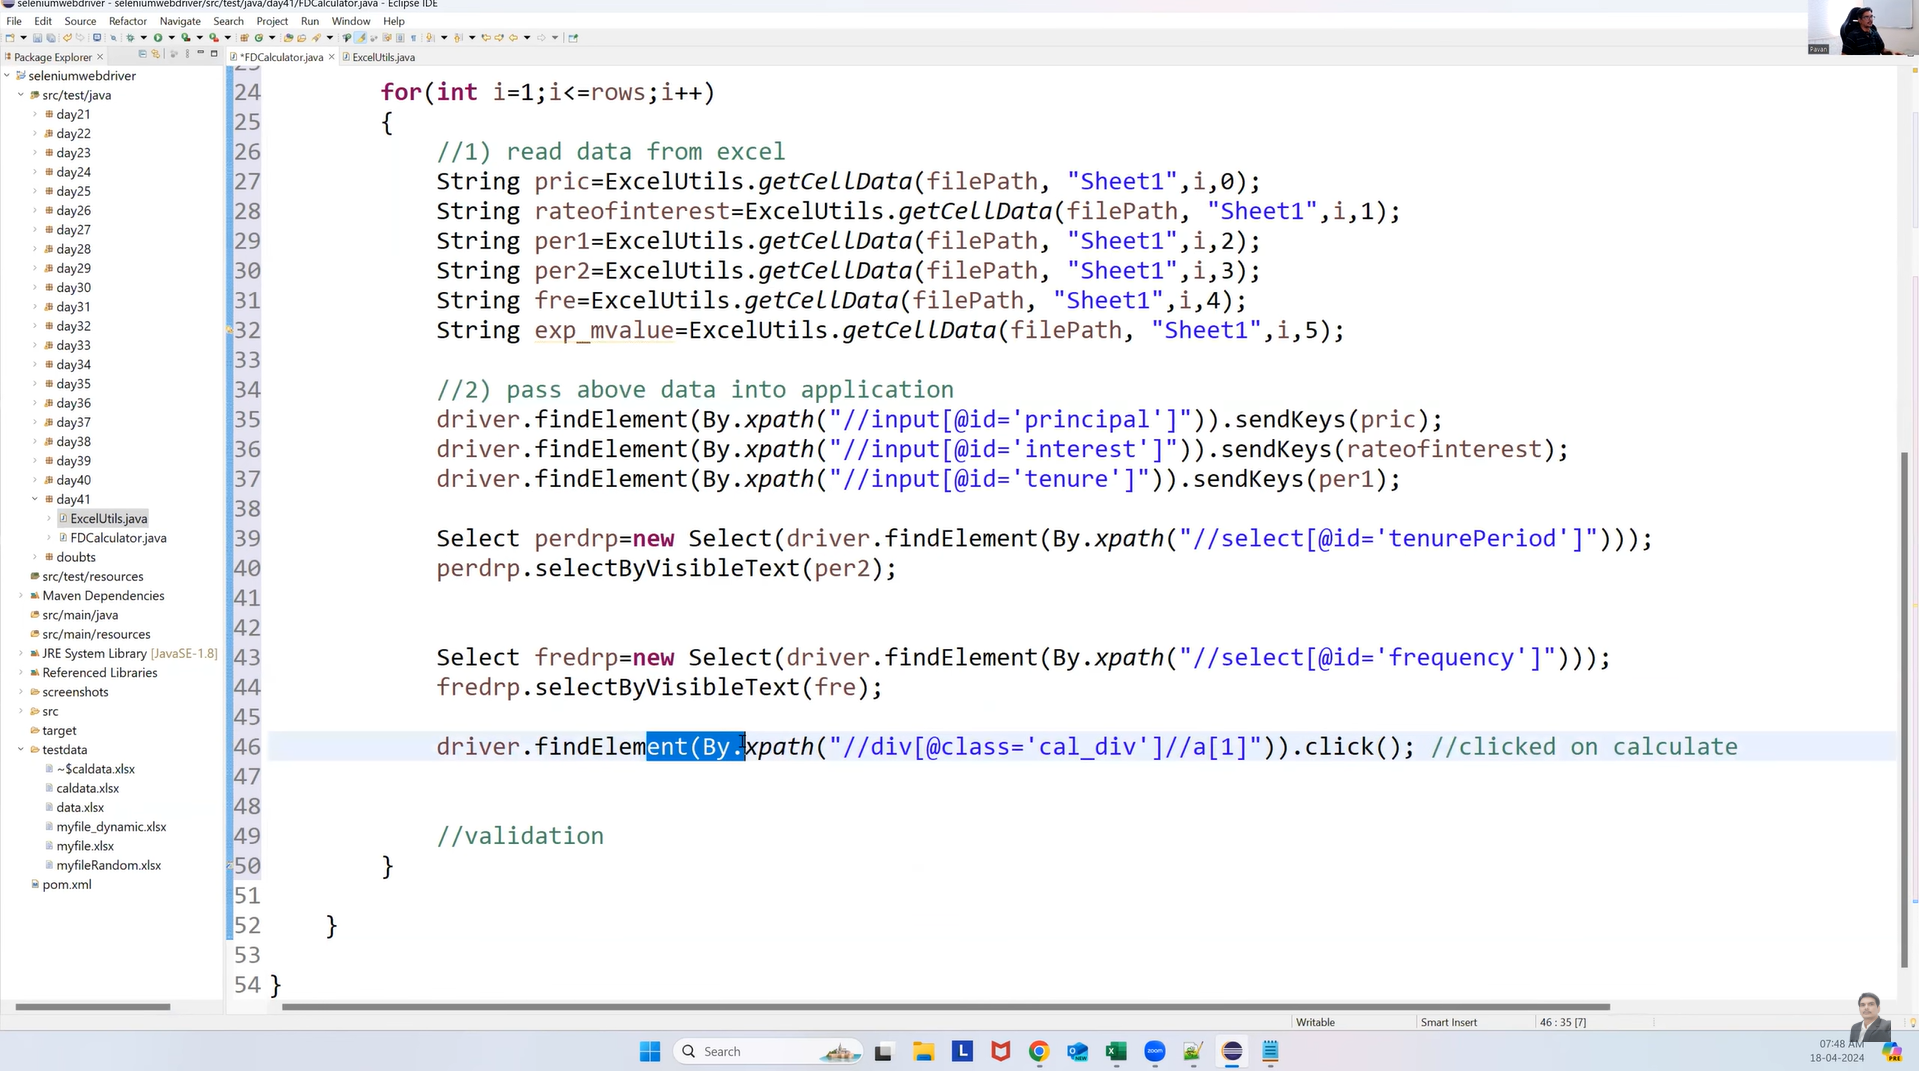 seleniumwebdriver - seleniumwebdriver/src/test/java/day41/FDCalculator.java - Eclipse IDE
File Edit Source Refactor Navigate Search Project Run Window Help
Package Explorer
*FDCalculator.java
ExcelUtils.java
seleniumwebdriver
src/test/java
day21
day22
day23
day24
day25
day26
day27
day28
day29
day30
day31
day32
day33
day34
day35
day36
day37
day38
day39
day40
day41
ExcelUtils.java
FDCalculator.java
doubts
src/test/resources
Maven Dependencies
src/main/java
src/main/resources
JRE System Library [JavaSE-1.8]
Referenced Libraries
screenshots
src
target
testdata
~$caldata.xlsx
caldata.xlsx
data.xlsx
myfile_dynamic.xlsx
myfile.xlsx
myfileRandom.xlsx
pom.xml
23
24 for(int i=1;i<=rows;i++)
25 {
26 //1) read data from excel
27 String pric=ExcelUtils.getCellData(filePath, "Sheet1",i,0);
28 String rateofinterest=ExcelUtils.getCellData(filePath, "Sheet1",i,1);
29 String per1=ExcelUtils.getCellData(filePath, "Sheet1",i,2);
30 String per2=ExcelUtils.getCellData(filePath, "Sheet1",i,3);
31 String fre=ExcelUtils.getCellData(filePath, "Sheet1",i,4);
32 String exp_mvalue=ExcelUtils.getCellData(filePath, "Sheet1",i,5);
33
34 //2) pass above data into application
35 driver.findElement(By.xpath("//input[@id='principal']")).sendKeys(pric);
36 driver.findElement(By.xpath("//input[@id='interest']")).sendKeys(rateofinterest);
37 driver.findElement(By.xpath("//input[@id='tenure']")).sendKeys(per1);
38
39 Select perdrp=new Select(driver.findElement(By.xpath("//select[@id='tenurePeriod']")));
40 perdrp.selectByVisibleText(per2);
41
42
43 Select fredrp=new Select(driver.findElement(By.xpath("//select[@id='frequency']")));
44 fredrp.selectByVisibleText(fre);
45
46 driver.findElement(By.xpath("//div[@class='cal_div']//a[1]")).click(); //clicked on calculate
47
48
49 //validation
50 }
51
52 }
53
54 }
Writable
Smart Insert
46 : 35 [7]
Search
07:48 AM
18-04-2024
Pavan
zoom
NEW
PRE
L